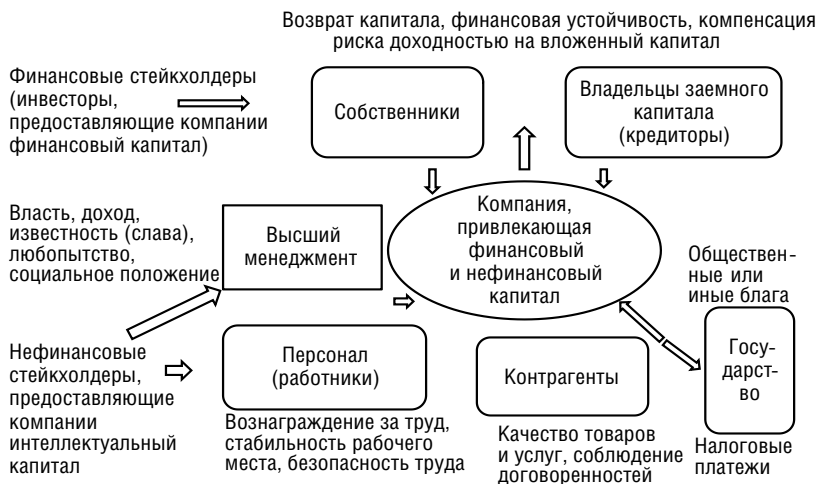 Возврат капитала, финансовая устойчивость, компенсация
риска доходностью на вложенный капитал
Финансовые стейкхолдеры
(инвесторы,
предоставляющие компании
финансовый капитал)
Собственники
Владельцы заемного
капитала
(кредиторы)
Власть, доход,
известность (слава),
любопытство,
социальное положение
Высший
менеджмент
Компания,
привлекающая
финансовый
и нефинансовый
капитал
Обществен-
ные или
иные блага
Нефинансовые
стейкхолдеры,
предоставляющие
компании
интеллектуальный
капитал
Персонал
(работники)
Вознаграждение за труд,
стабильность рабочего
места, безопасность труда
Контрагенты
Качество товаров
и услуг, соблюдение
договоренностей
Госу-
дарст-
во
Налоговые
платежи